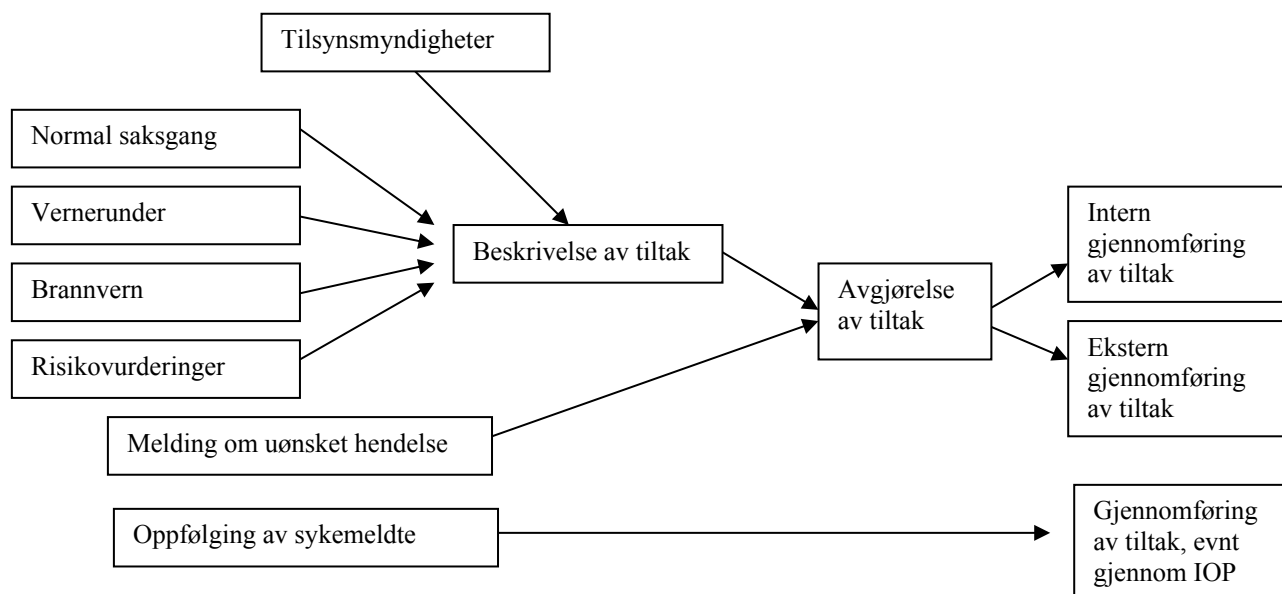 Tilsynsmyndigheter
Normal saksgang
Vernerunder
Brannvern
Risikovurderinger
Beskrivelse av tiltak
Avgjørelse
av tiltak
Intern
gjennomføring
av tiltak
Ekstern
gjennomføring
av tiltak
Melding om uønsket hendelse
Oppfølging av sykemeldte
Gjennomføring
av tiltak, evnt
gjennom IOP